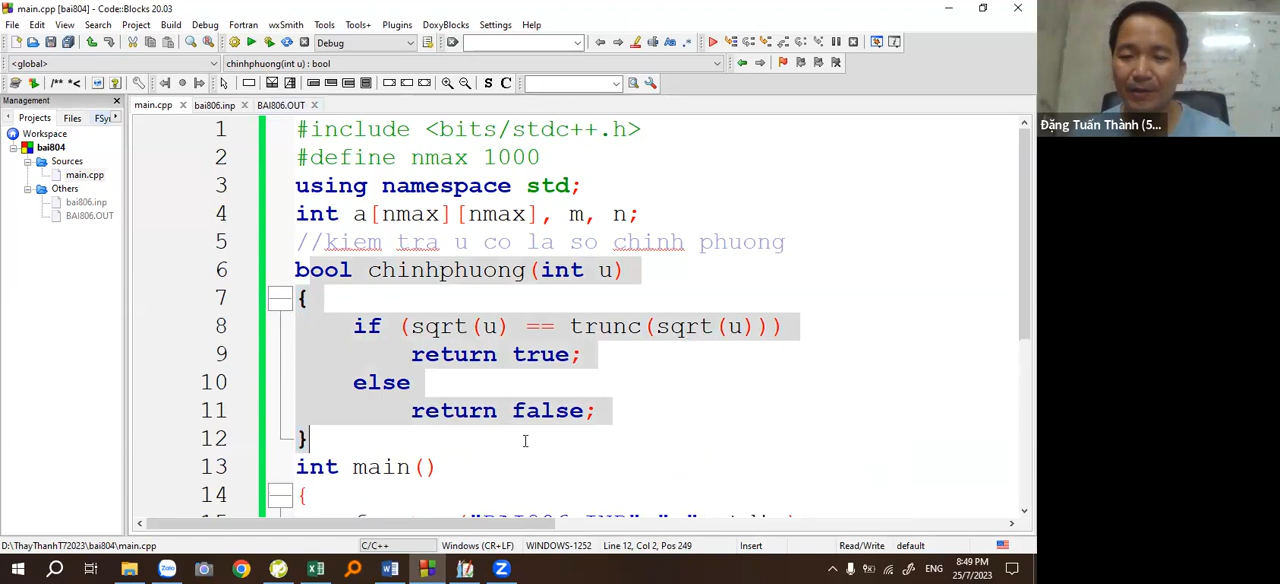 main.cpp [bai804] - Code::Blocks 20.03
File Edit View Search Project Build Debug Fortran wxSmith Tools Tools+ Plugins DoxyBlocks Settings Help
Debug
<global> chinhphuong(int u) : bool
/** *< S C
Management
Projects Files FSy
Workspace
bai804
Sources
main.cpp
Others
bai806.inp
BAI806.OUT
main.cpp bai806.inp BAI806.OUT
1 #include <bits/stdc++.h>
2 #define nmax 1000
3 using namespace std;
4 int a[nmax][nmax], m, n;
5 //kiem tra u co la so chinh phuong
6 bool chinhphuong(int u)
7 {
8 if (sqrt(u) == trunc(sqrt(u)))
9 return true;
10 else
11 return false;
12 }
13 int main()
14 {
D:\ThayThanhT72023\bai804\main.cpp C/C++ Windows (CR+LF) WINDOWS-1252 Line 12, Col 2, Pos 249 Insert Read/Write default
Zalo ENG 8:49 PM
25/7/2023
Đặng Tuấn Thành (5...